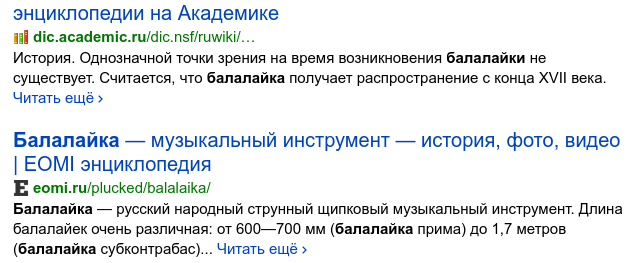 энциклопедии на Академике
dic.academic.ru/dic.nsf/ruwiki/…
История. Однозначной точки зрения на время возникновения балалайки не
существует. Считается, что балалайка получает распространение с конца XVII века.
Читать ещё ›
Балалайка — музыкальный инструмент — история, фото, видео
| EOMI энциклопедия
E eomi.ru/plucked/balalaika/
Балалайка — русский народный струнный щипковый музыкальный инструмент. Длина
балалаек очень различная: от 600—700 мм (балалайка прима) до 1,7 метров
(балалайка субконтрабас)... Читать ещё ›